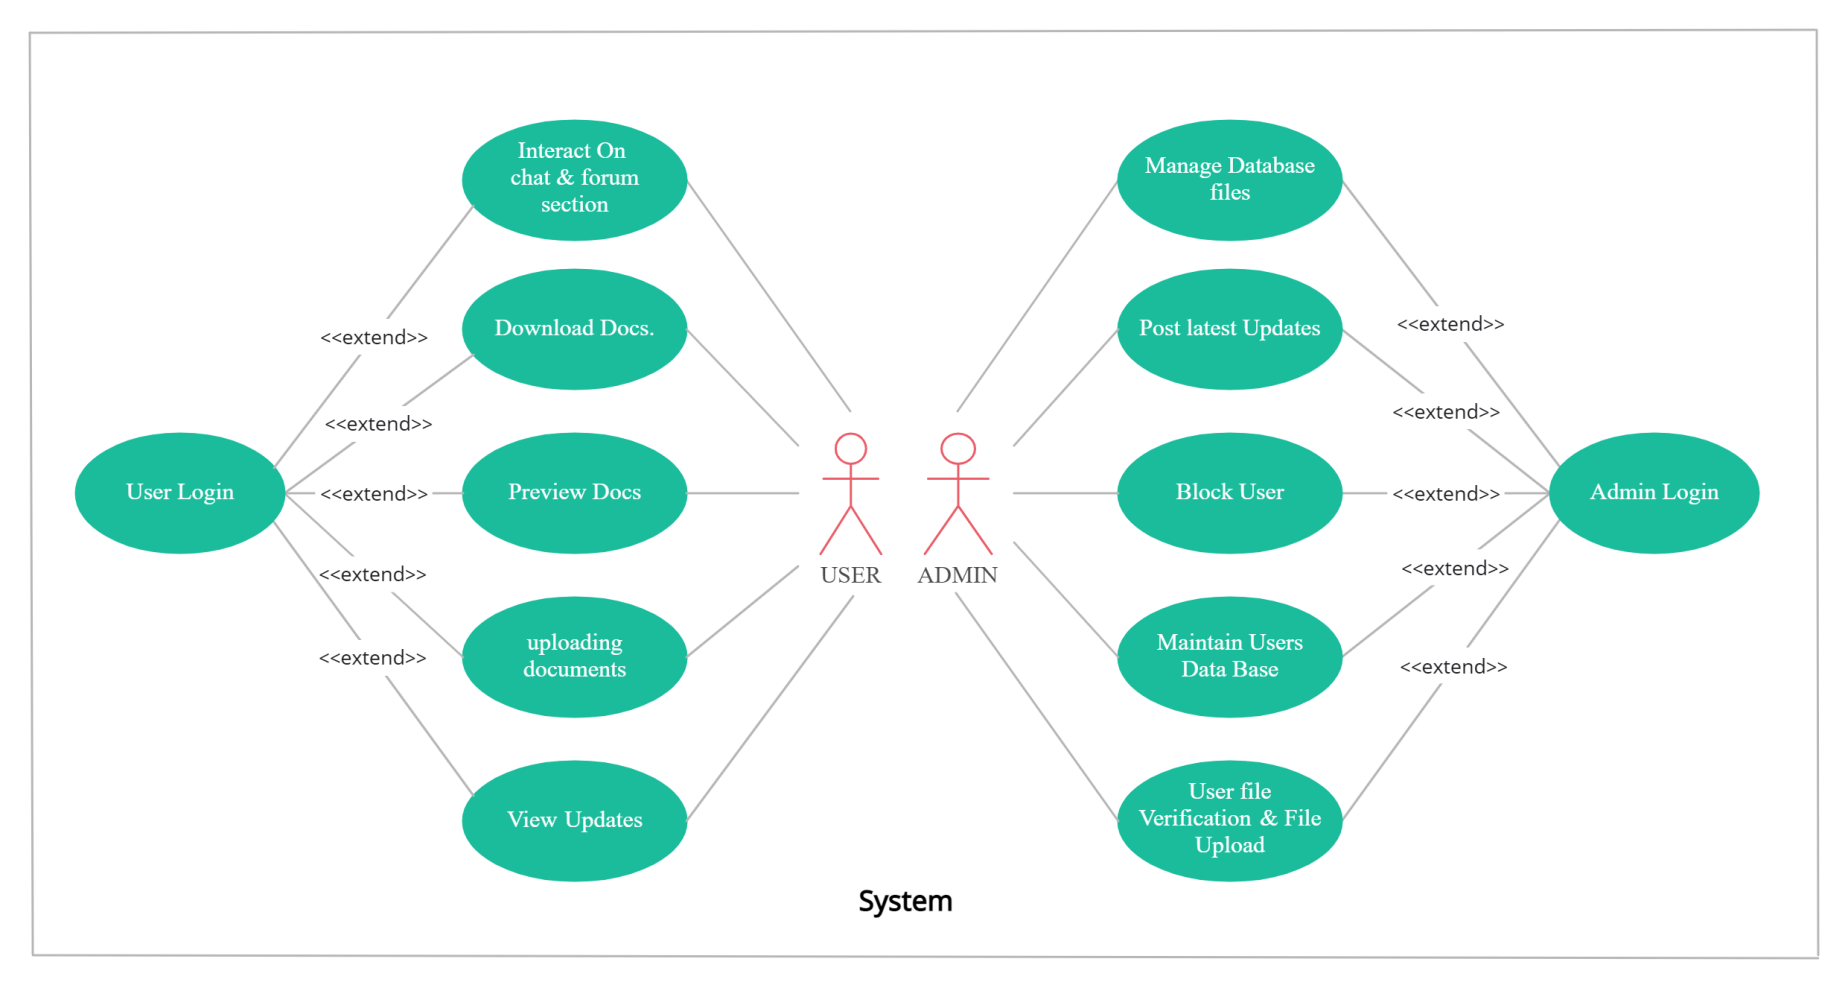 Interact On
chat & forum
section
Manage Database
files
<<extend>>
<<extend>>
Download Docs.
Post latest Updates
<<extend>>
<<extend>>
User Login
<<extend>>
Preview Docs
Block User
<<extend>>
Admin Login
<<extend>>
USER
ADMIN
<<extend>>
uploading
documents
Maintain Users
Data Base
<<extend>>
<<extend>>
View Updates
User file
Verification & File
Upload
System